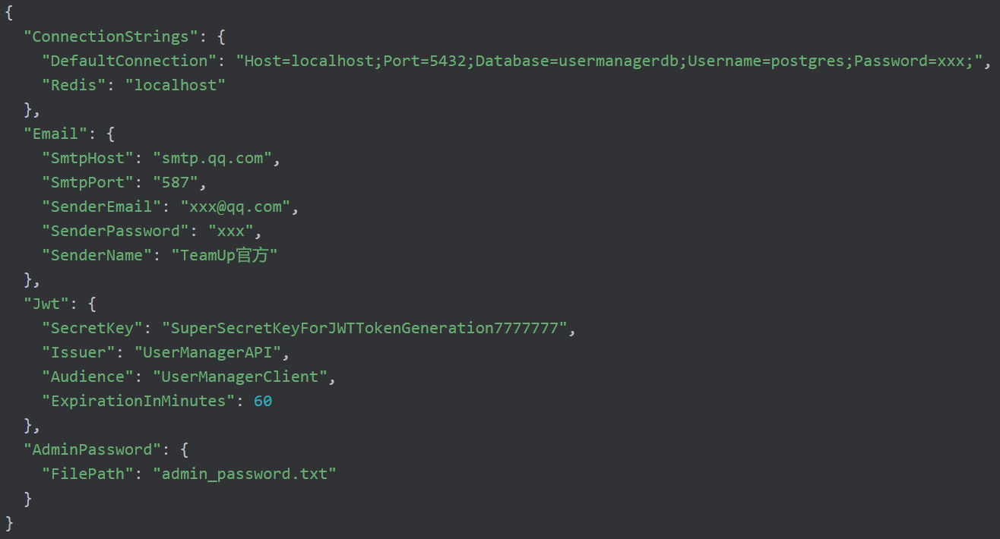 {
  "ConnectionStrings": {
    "DefaultConnection": "Host=localhost;Port=5432;Database=usermanagerdb;Username=postgres;Password=xxx;",
    "Redis": "localhost"
  },
  "Email": {
    "SmtpHost": "smtp.qq.com",
    "SmtpPort": "587",
    "SenderEmail": "xxx@qq.com",
    "SenderPassword": "xxx",
    "SenderName": "TeamUp官方"
  },
  "Jwt": {
    "SecretKey": "SuperSecretKeyForJWTTokenGeneration7777777",
    "Issuer": "UserManagerAPI",
    "Audience": "UserManagerClient",
    "ExpirationInMinutes": 60
  },
  "AdminPassword": {
    "FilePath": "admin_password.txt"
  }
}